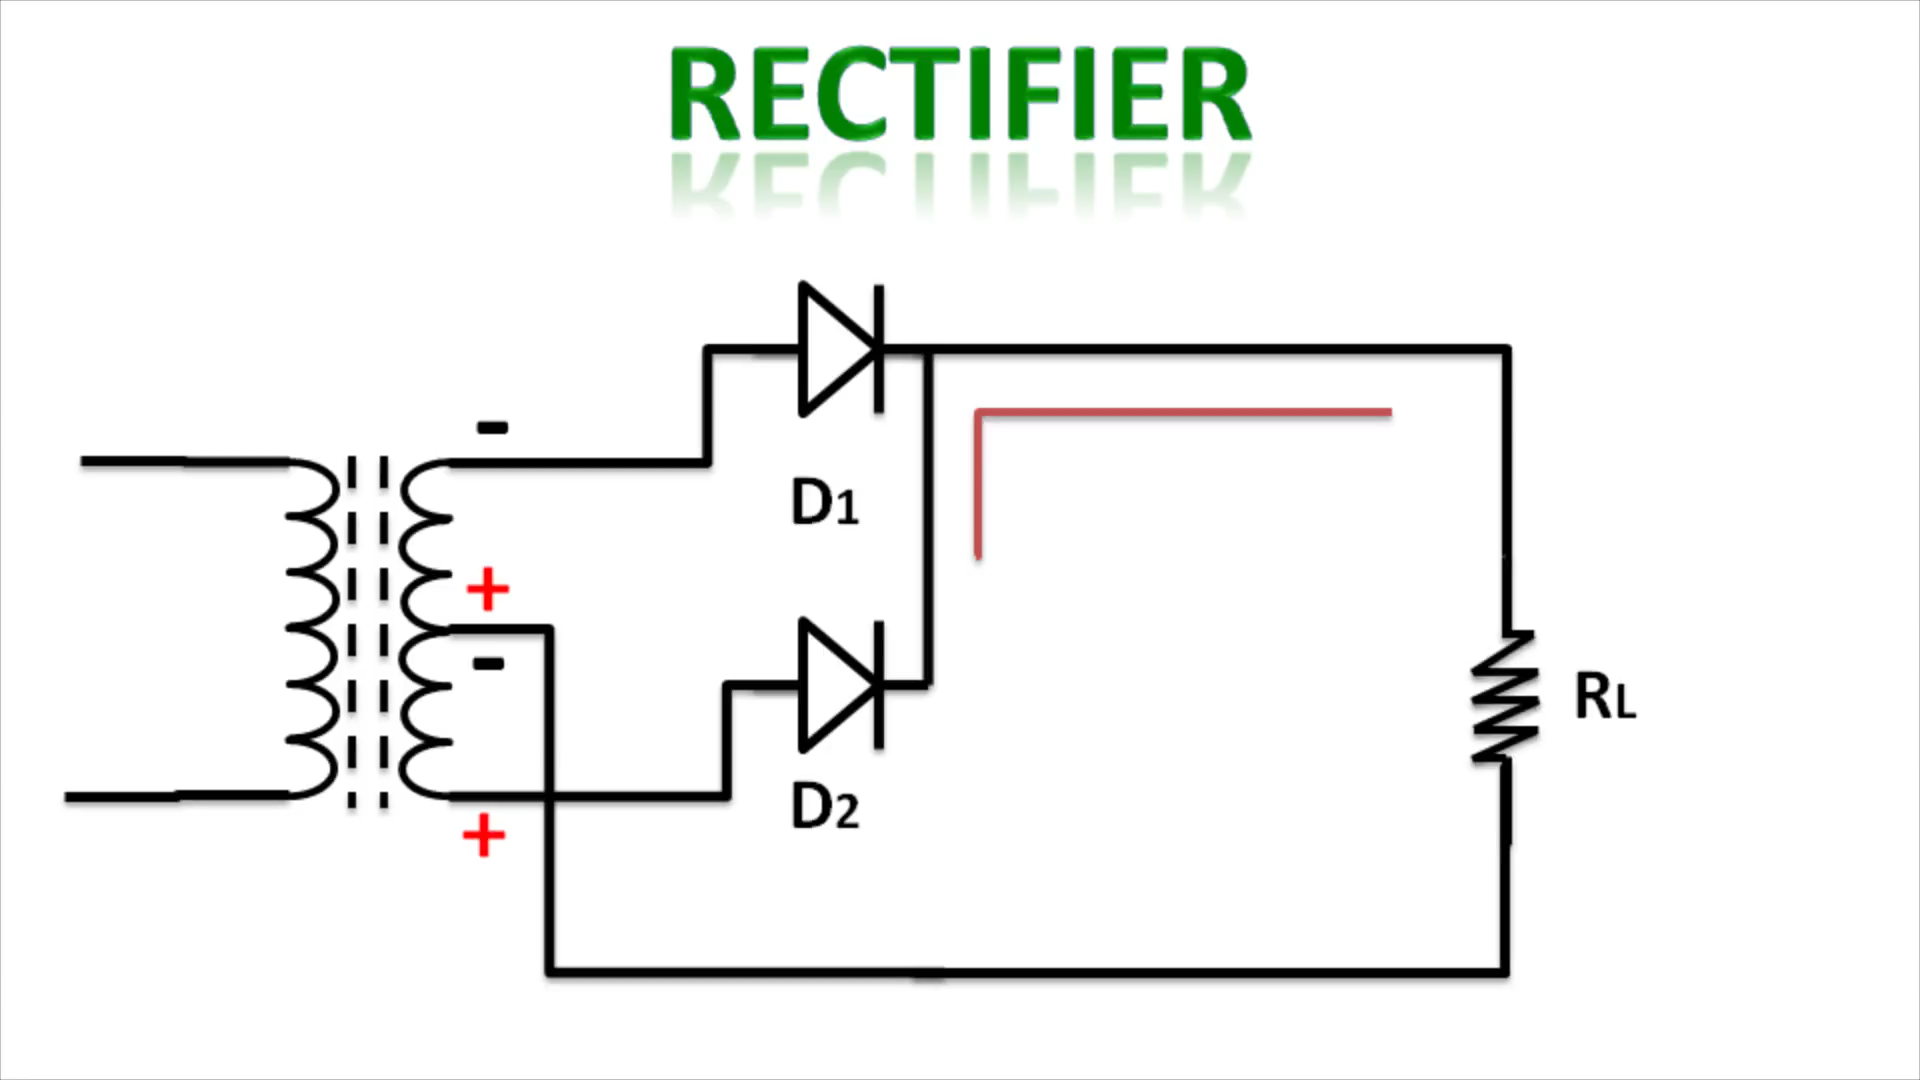 RECTIFIER
-
D1
+
-
RL
D2
+